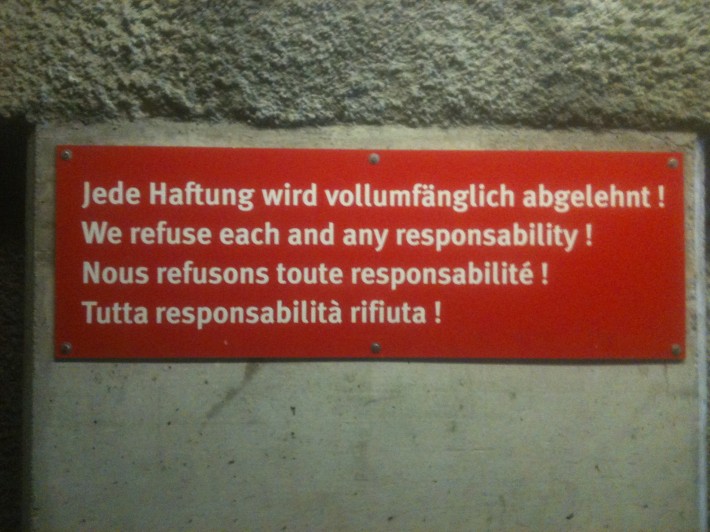 Jede Haftung wird vollumfänglich abgelehnt !
We refuse each and any responsability !
Nous refusons toute responsabilité !
Tutta responsabilità rifiuta !